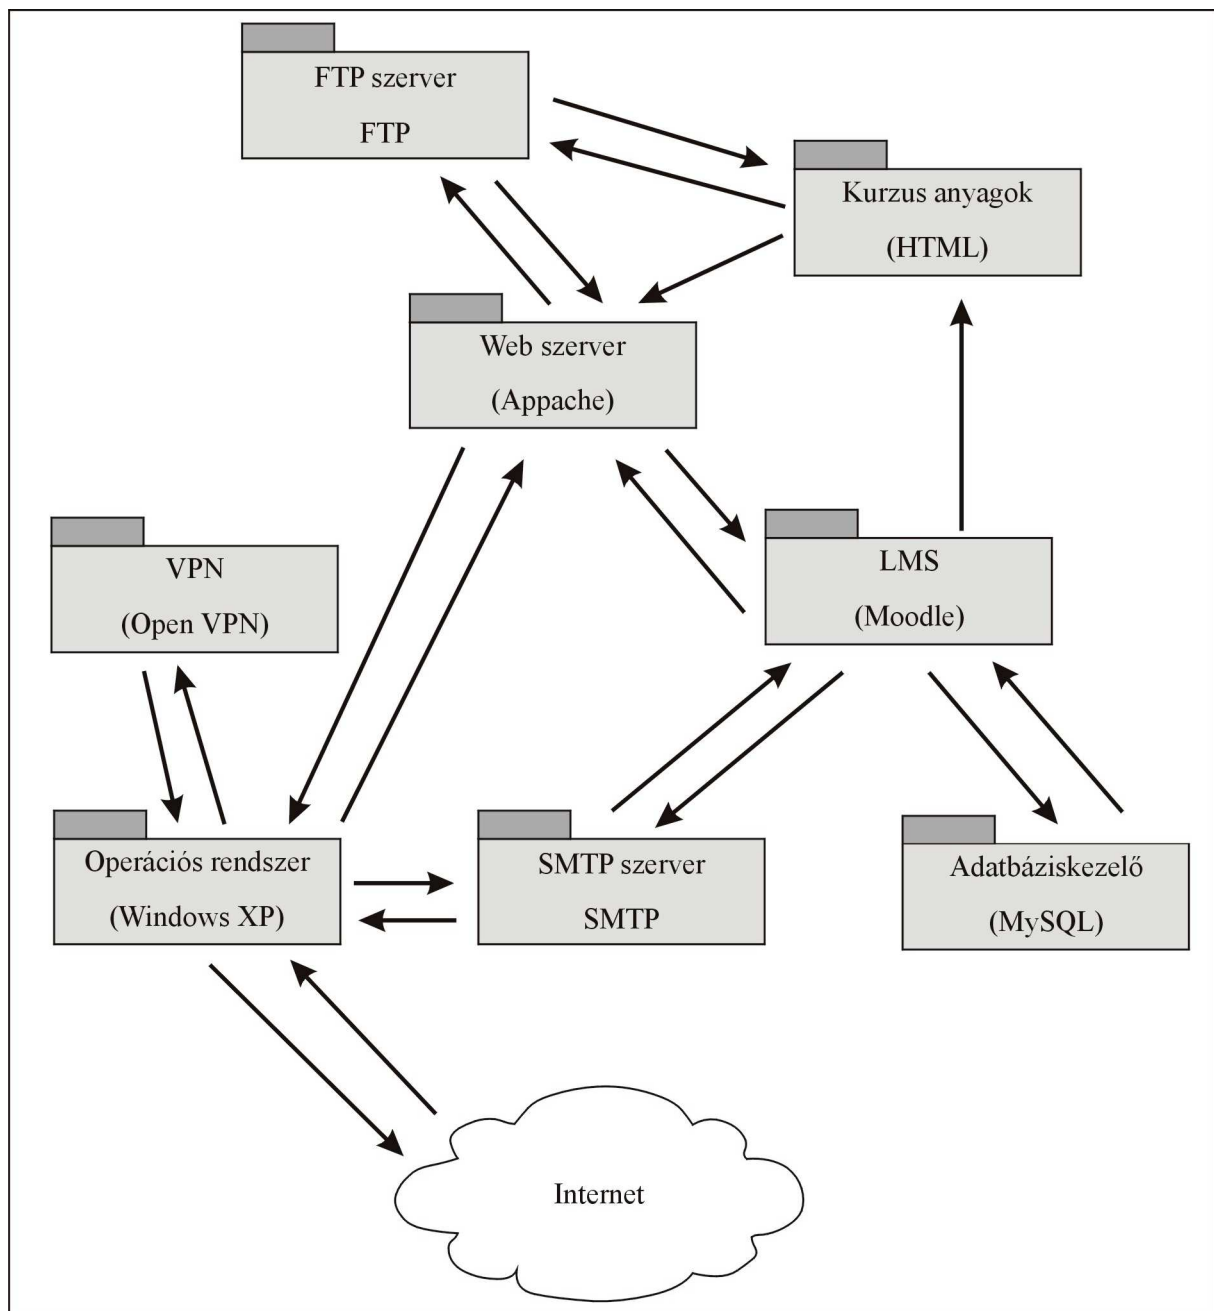 FTP szerver
FTP
Kurzus anyagok
(HTML)
Web szerver
(Appache)
VPN
(Open VPN)
LMS
(Moodle)
Operációs rendszer
(Windows XP)
SMTP szerver
SMTP
Adatbáziskezelő
(MySQL)
Internet